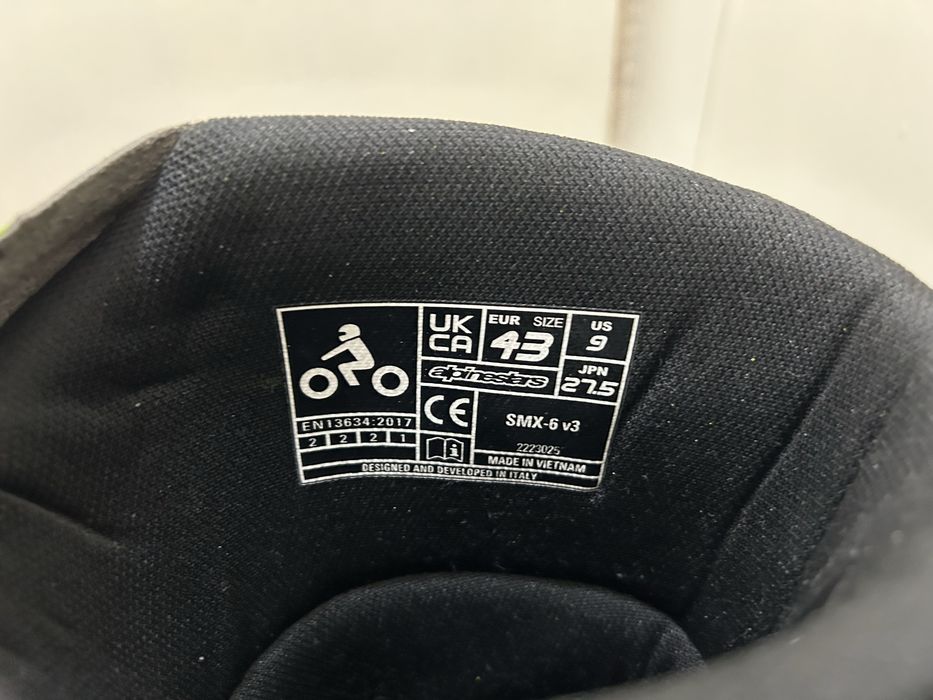 UK
CA
EUR SIZE
43
US
9
alpinestars
JPN
27.5
EN13634:2017
2 2 2 1
CE
i
SMX-6 v3
2223025
MADE IN VIETNAM
DESIGNED AND DEVELOPED IN ITALY